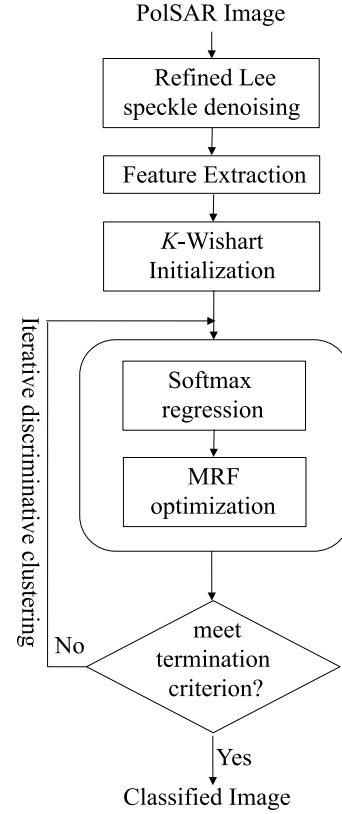 PolSAR Image
Refined Lee
speckle denoising
Feature Extraction
K-Wishart
Initialization
Iterative discriminative clustering
Softmax
regression
MRF
optimization
meet
termination
criterion?
No
Yes
Classified Image